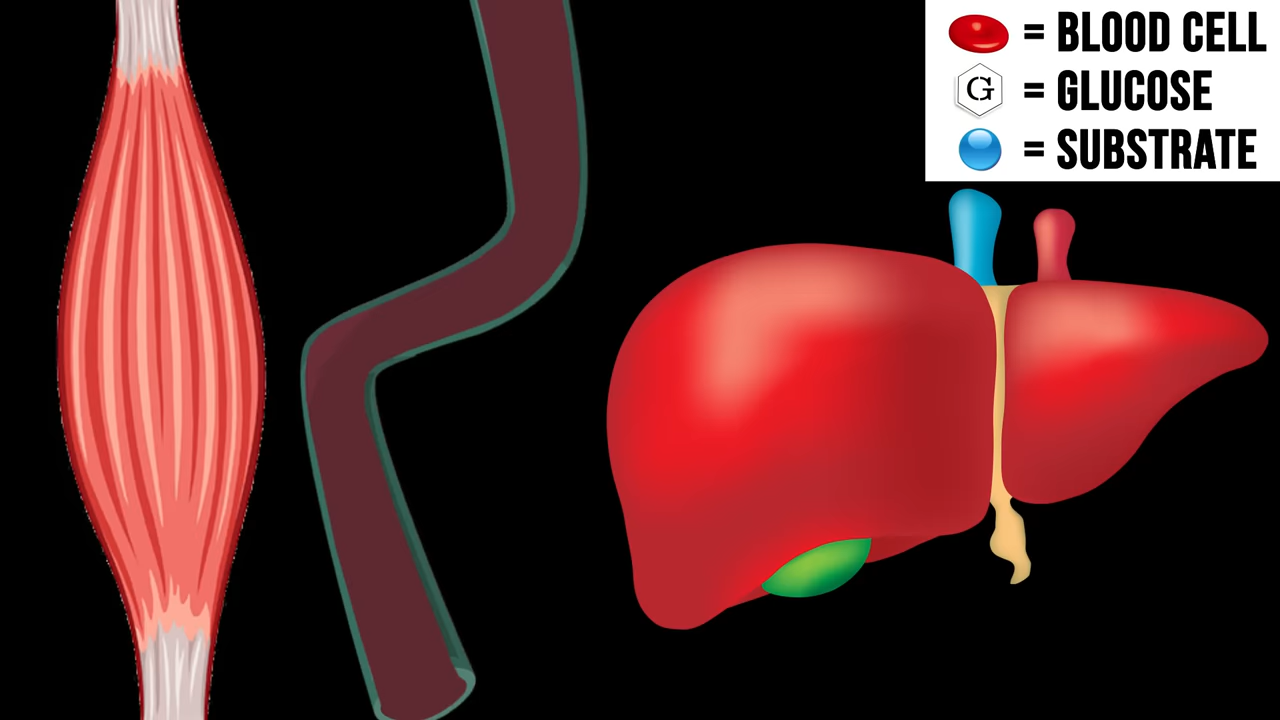 = BLOOD CELL
G = GLUCOSE
= SUBSTRATE